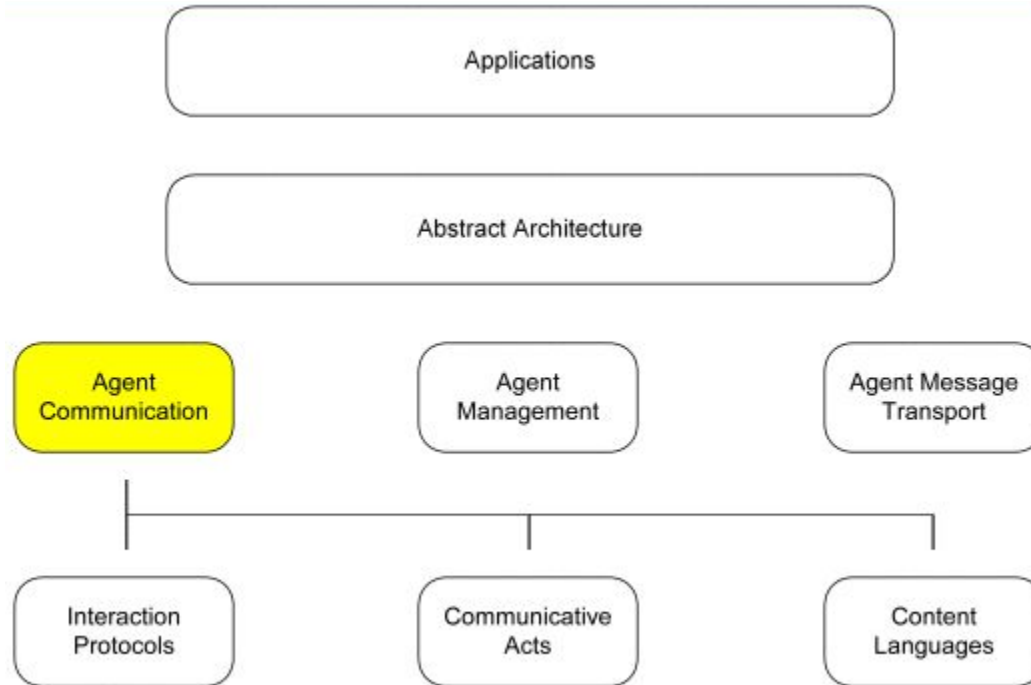 Applications
Abstract Architecture
Agent
Communication
Agent
Management
Agent Message
Transport
Interaction
Protocols
Communicative
Acts
Content
Languages